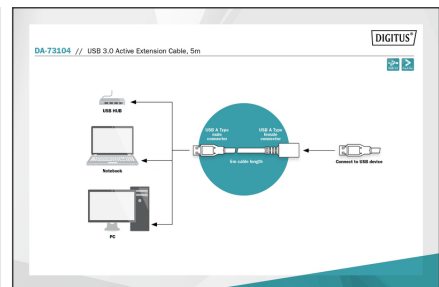 DIGITUS®
DA-73104 // USB 3.0 Active Extension Cable, 5m
USB HUB
Notebook
PC
USB A Type
male
connector
USB A Type
female
connector
5m cable length
Connect to USB device